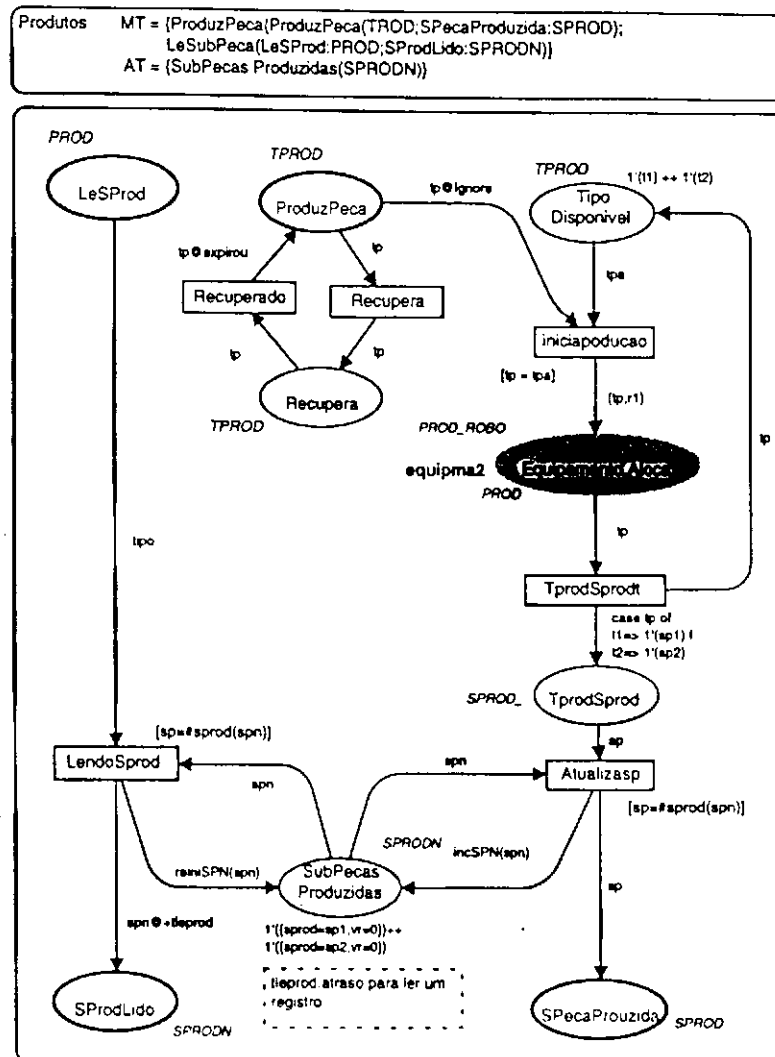 Produtos MT = {ProduzPeca(ProduzPeca(TROD;SPecaProduzida:SPROD);
LeSubPeca(LeSProd:PROD;SProdLido:SPRODN)}
AT = {SubPecas Produzidas(SPRODN)}
PROD
LeSProd
TPROD
ProduzPeca
tp@ignore
TPROD
1'(t1) ++ 1'(t2)
Tipo
Disponivel
tp@expirou
tp
tpa
Recuperado
Recupera
iniciapoducao
tp
tp
[tp = tpa]
(tp,r1)
Recupera
TPROD
PROD_ROBO
equipma2
Equipamento Aloca
PROD
tp
tp
tipo
TprodSprodt
case tp of
t1=> 1'(sp1) |
t2=> 1'(sp2)
SPROD_
TprodSprod
[sp=#sprod(spn)]
sp
LendoSprod
spn
spn
Atualizasp
[sp=#sprod(spn)]
SPRODN
incSPN(spn)
reiniSPN(spn)
SubPecas
Produzidas
sp
spn@+tleprod
1'({sprod=sp1,vr=0})++
1'({sprod=sp2,vr=0})
tleprod:atraso para ler um
registro
SProdLido
SPRODN
SPecaProuzida
SPROD